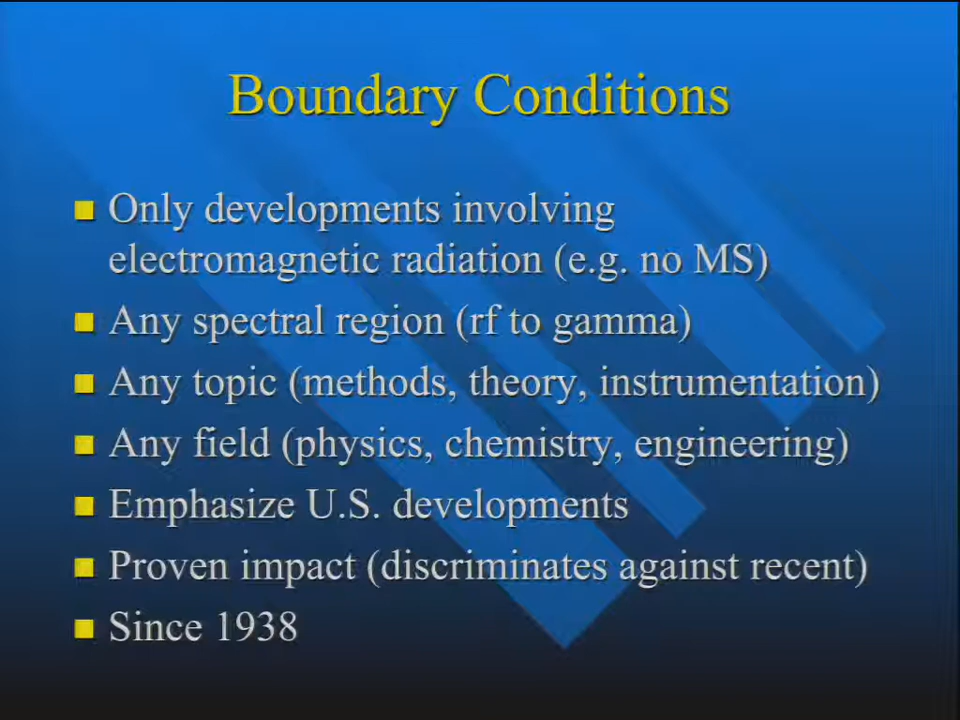 Boundary Conditions
Only developments involving
electromagnetic radiation (e.g. no MS)
Any spectral region (rf to gamma)
Any topic (methods, theory, instrumentation)
Any field (physics, chemistry, engineering)
Emphasize U.S. developments
Proven impact (discriminates against recent)
Since 1938